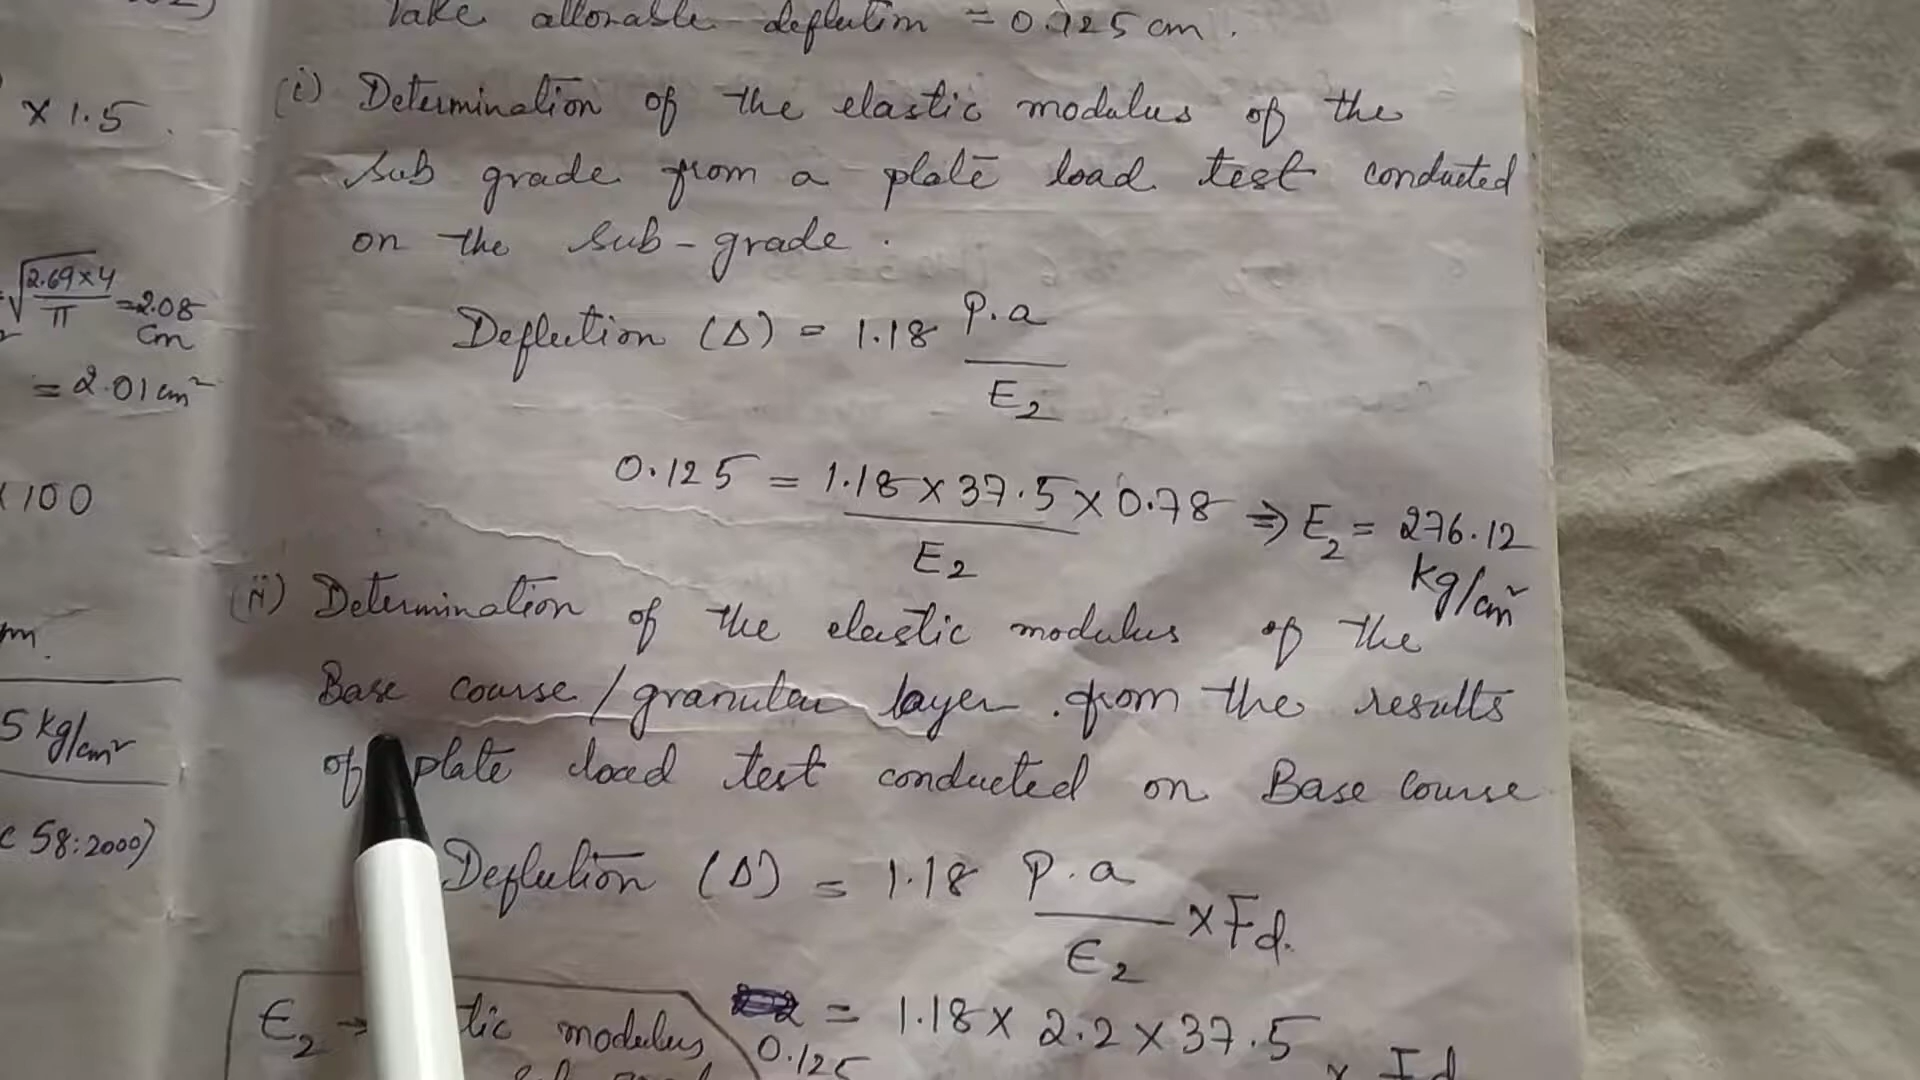 Take allowable deflection = 0.125 cm.
(i) Determination of the elastic modulus of the
Sub grade from a plate load test conducted
on the sub-grade.
Deflection (Δ) = 1.18 P.a / E₂
0.125 = 1.18 × 37.5 × 0.78 / E₂ ⇒ E₂ = 276.12
kg/cm²
(ii) Determination of the elastic modulus of the
Base course/granular layer from the results
of plate load test conducted on Base course
Deflection (Δ) = 1.18 P.a / E₂ × Fd.
0.125 = 1.18 × 2.2 × 37.5 × Fd
E₂ → modulus
× 1.5
√2.69×4/π = 2.08
cm
= 2.01 cm²
100
5 kg/cm²
58:2000)